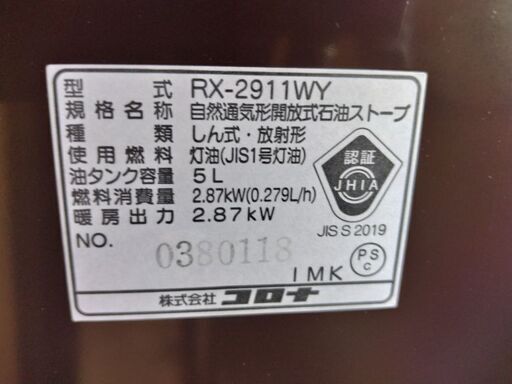 型式 RX-2911WY
規格名称 自然通気形開放式石油ストーブ
種類 しん式・放射形
使用燃料 灯油(JIS1号灯油)
油タンク容量 5L
燃料消費量 2.87kW(0.279L/h)
暖房出力 2.87kW
認証
JHIA
JIS S 2019
NO. 0380118
1MK
PS
C
株式会社 コロナ